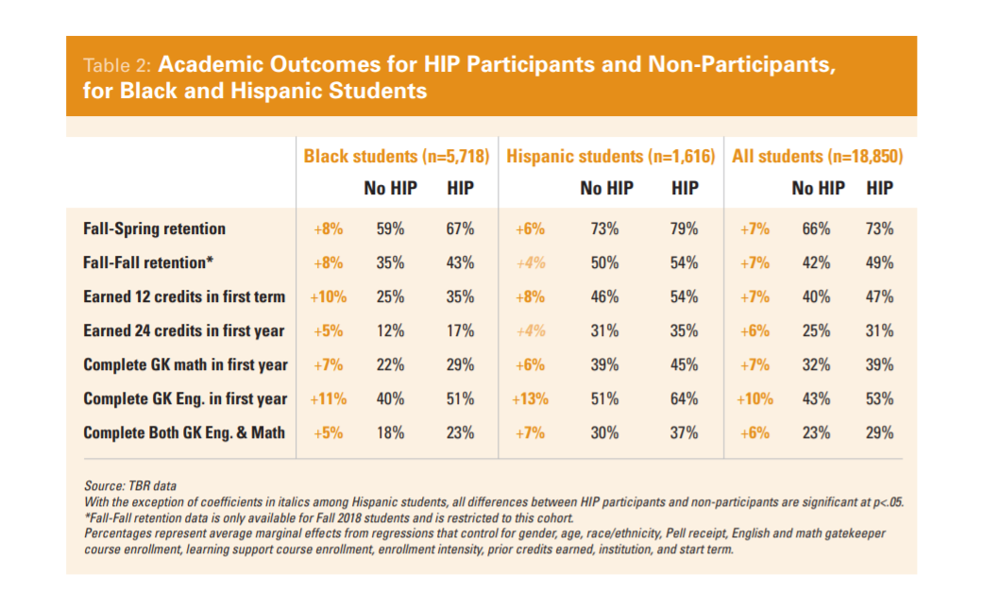 Table 2: Academic Outcomes for HIP Participants and Non-Participants,
for Black and Hispanic Students
Black students (n=5,718) Hispanic students (n=1,616) All students (n=18,850)
No HIP HIP No HIP HIP No HIP HIP
Fall-Spring retention +8% 59% 67% +6% 73% 79% +7% 66% 73%
Fall-Fall retention* +8% 35% 43% +4% 50% 54% +7% 42% 49%
Earned 12 credits in first term +10% 25% 35% +8% 46% 54% +7% 40% 47%
Earned 24 credits in first year +5% 12% 17% +4% 31% 35% +6% 25% 31%
Complete GK math in first year +7% 22% 29% +6% 39% 45% +7% 32% 39%
Complete GK Eng. in first year +11% 40% 51% +13% 51% 64% +10% 43% 53%
Complete Both GK Eng. & Math +5% 18% 23% +7% 30% 37% +6% 23% 29%
Source: TBR data
With the exception of coefficients in italics among Hispanic students, all differences between HIP participants and non-participants are significant at p<.05.
*Fall-Fall retention data is only available for Fall 2018 students and is restricted to this cohort.
Percentages represent average marginal effects from regressions that control for gender, age, race/ethnicity, Pell receipt, English and math gatekeeper
course enrollment, learning support course enrollment, enrollment intensity, prior credits earned, institution, and start term.